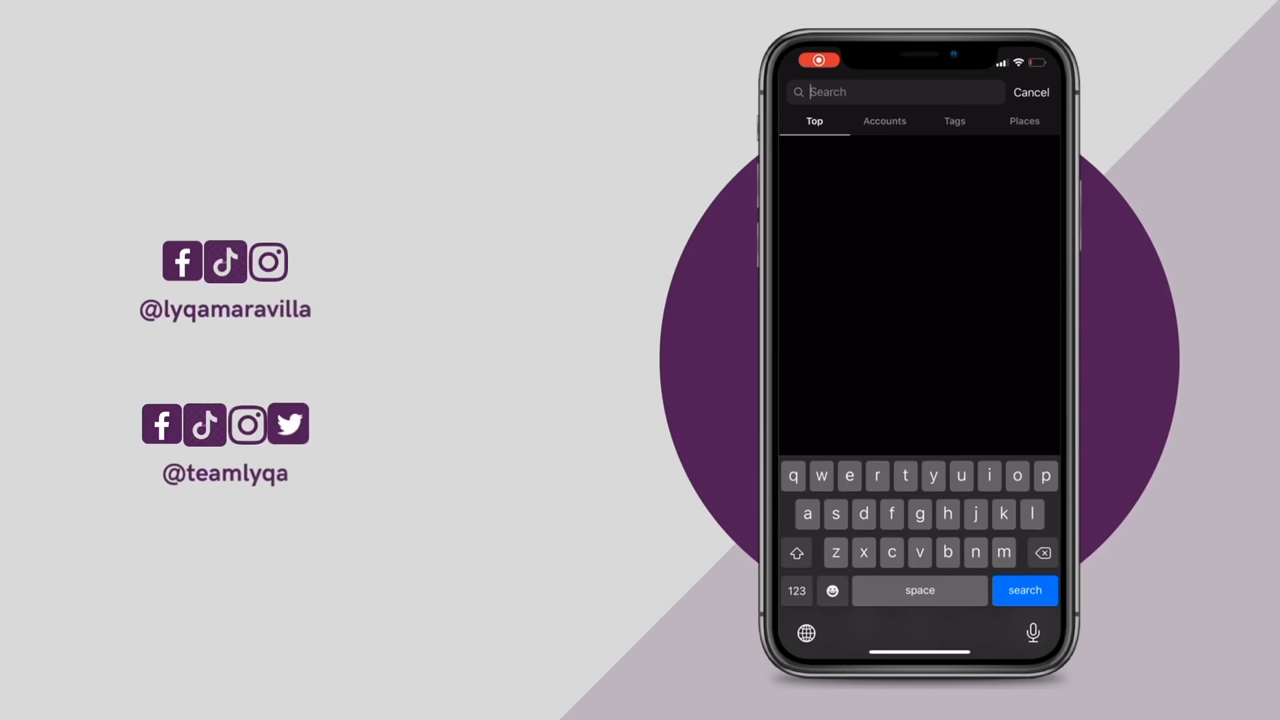 @lyqamaravilla
@teamlyqa
Search Cancel
Top Accounts Tags Places
q w e r t y u i o p
a s d f g h j k l
z x c v b n m
123 space search